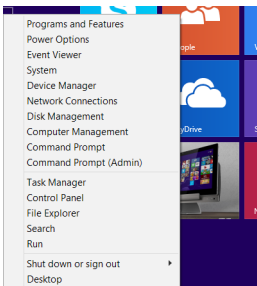 Programs and Features
Power Options
Event Viewer
System
Device Manager
Network Connections
Disk Management
Computer Management
Command Prompt
Command Prompt (Admin)
Task Manager
Control Panel
File Explorer
Search
Run
Shut down or sign out
Desktop